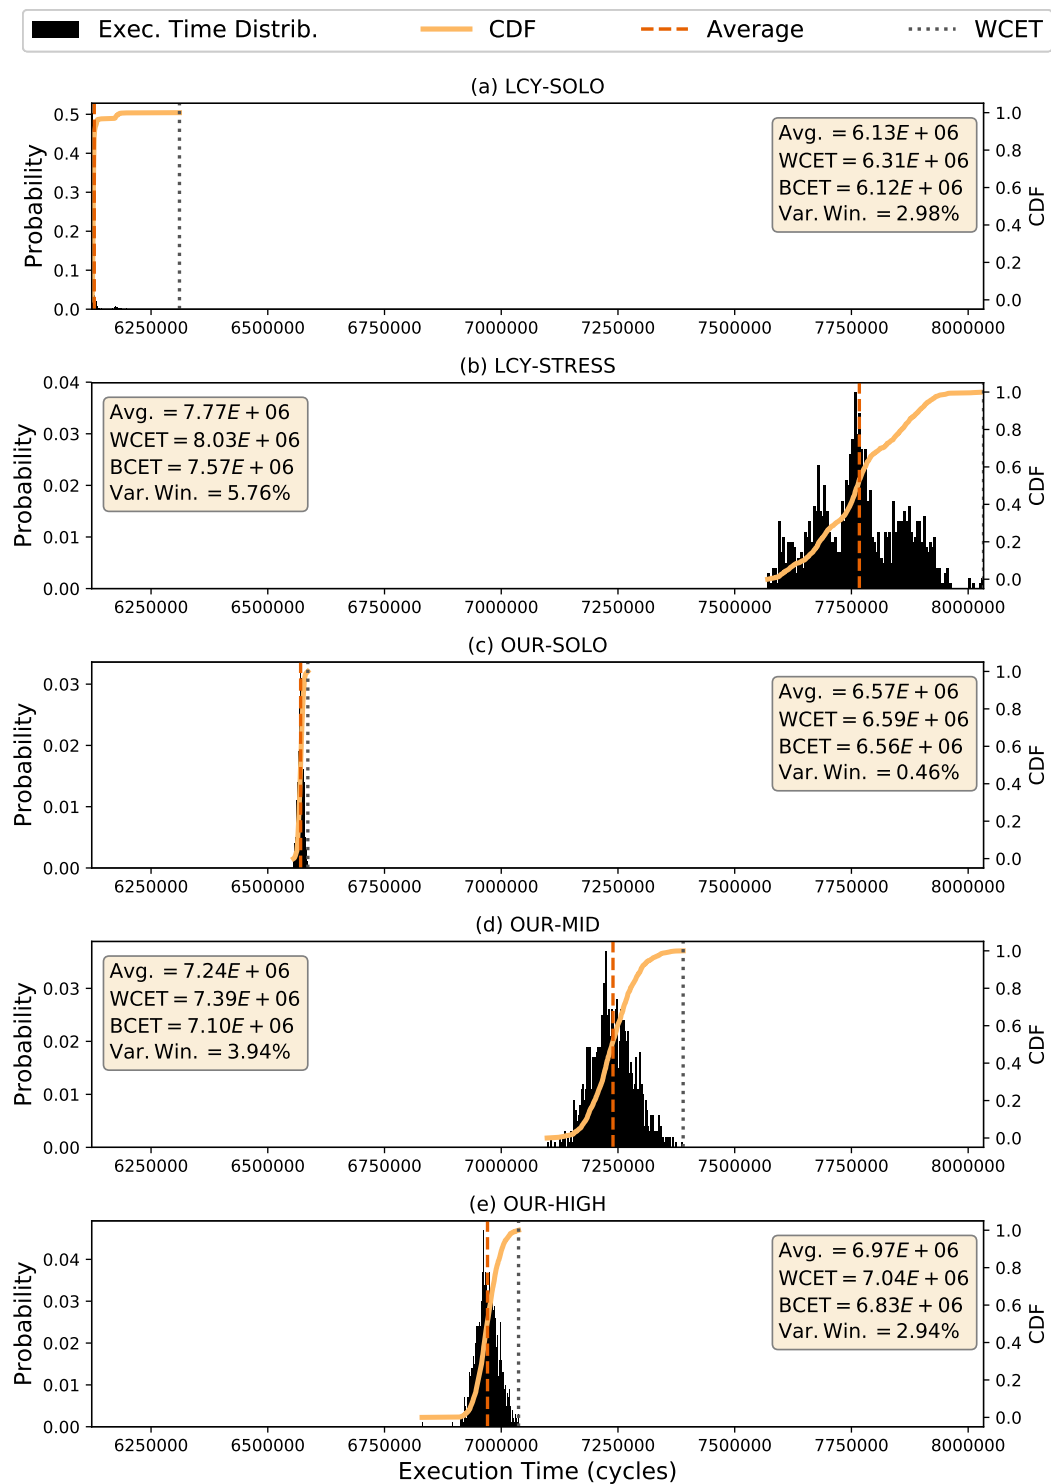 Exec. Time Distrib. CDF Average WCET
(a) LCY-SOLO
Probability
0.5
0.4
0.3
0.2
0.1
0.0
Avg. = 6.13E + 06
WCET = 6.31E + 06
BCET = 6.12E + 06
Var. Win. = 2.98%
1.0
0.8
0.6
0.4
0.2
0.0
CDF
6250000 6500000 6750000 7000000 7250000 7500000 7750000 8000000
(b) LCY-STRESS
Probability
0.04
0.03
0.02
0.01
0.00
Avg. = 7.77E + 06
WCET = 8.03E + 06
BCET = 7.57E + 06
Var. Win. = 5.76%
1.0
0.8
0.6
0.4
0.2
0.0
CDF
6250000 6500000 6750000 7000000 7250000 7500000 7750000 8000000
(c) OUR-SOLO
Probability
0.03
0.02
0.01
0.00
Avg. = 6.57E + 06
WCET = 6.59E + 06
BCET = 6.56E + 06
Var. Win. = 0.46%
1.0
0.8
0.6
0.4
0.2
0.0
CDF
6250000 6500000 6750000 7000000 7250000 7500000 7750000 8000000
(d) OUR-MID
Probability
0.03
0.02
0.01
0.00
Avg. = 7.24E + 06
WCET = 7.39E + 06
BCET = 7.10E + 06
Var. Win. = 3.94%
1.0
0.8
0.6
0.4
0.2
0.0
CDF
6250000 6500000 6750000 7000000 7250000 7500000 7750000 8000000
(e) OUR-HIGH
Probability
0.04
0.03
0.02
0.01
0.00
Avg. = 6.97E + 06
WCET = 7.04E + 06
BCET = 6.83E + 06
Var. Win. = 2.94%
1.0
0.8
0.6
0.4
0.2
0.0
CDF
6250000 6500000 6750000 7000000 7250000 7500000 7750000 8000000
Execution Time (cycles)